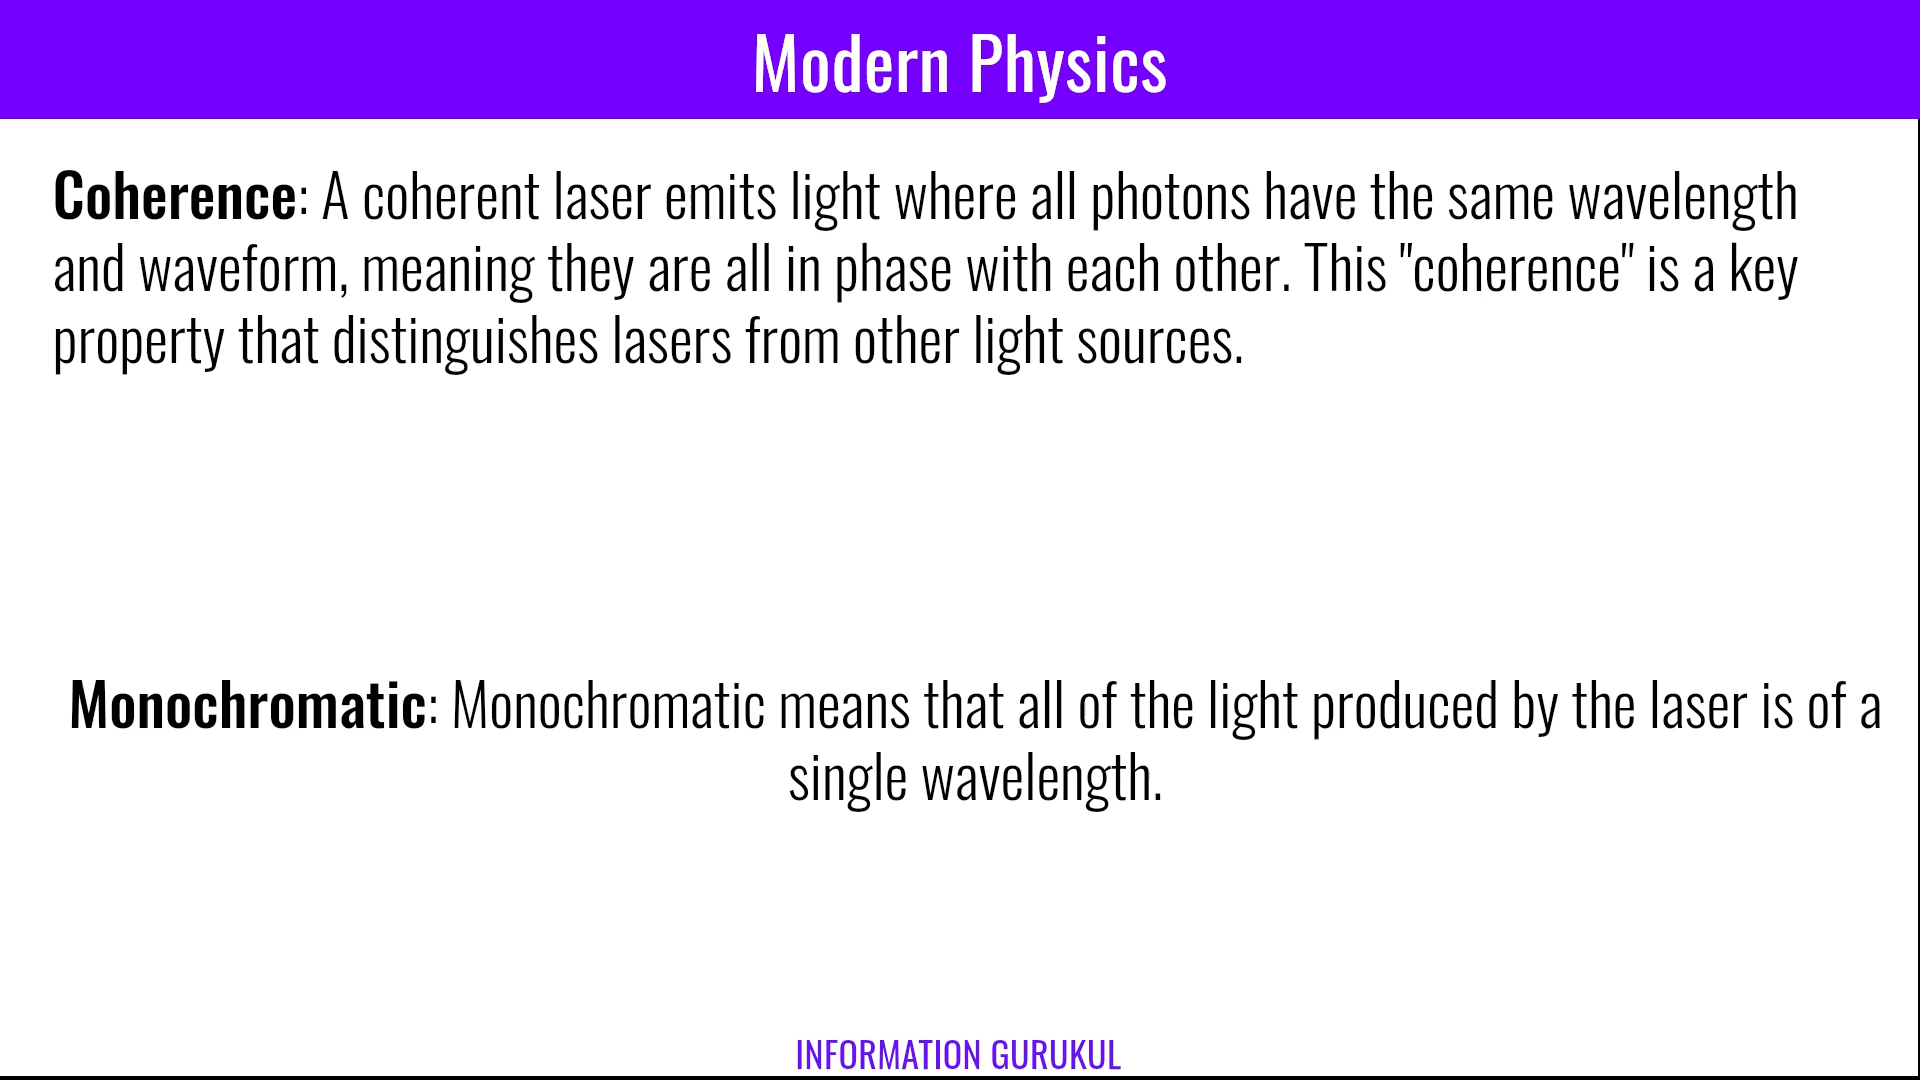 Modern Physics
Coherence: A coherent laser emits light where all photons have the same wavelength
and waveform, meaning they are all in phase with each other. This "coherence" is a key
property that distinguishes lasers from other light sources.
Monochromatic: Monochromatic means that all of the light produced by the laser is of a
single wavelength.
INFORMATION GURUKUL